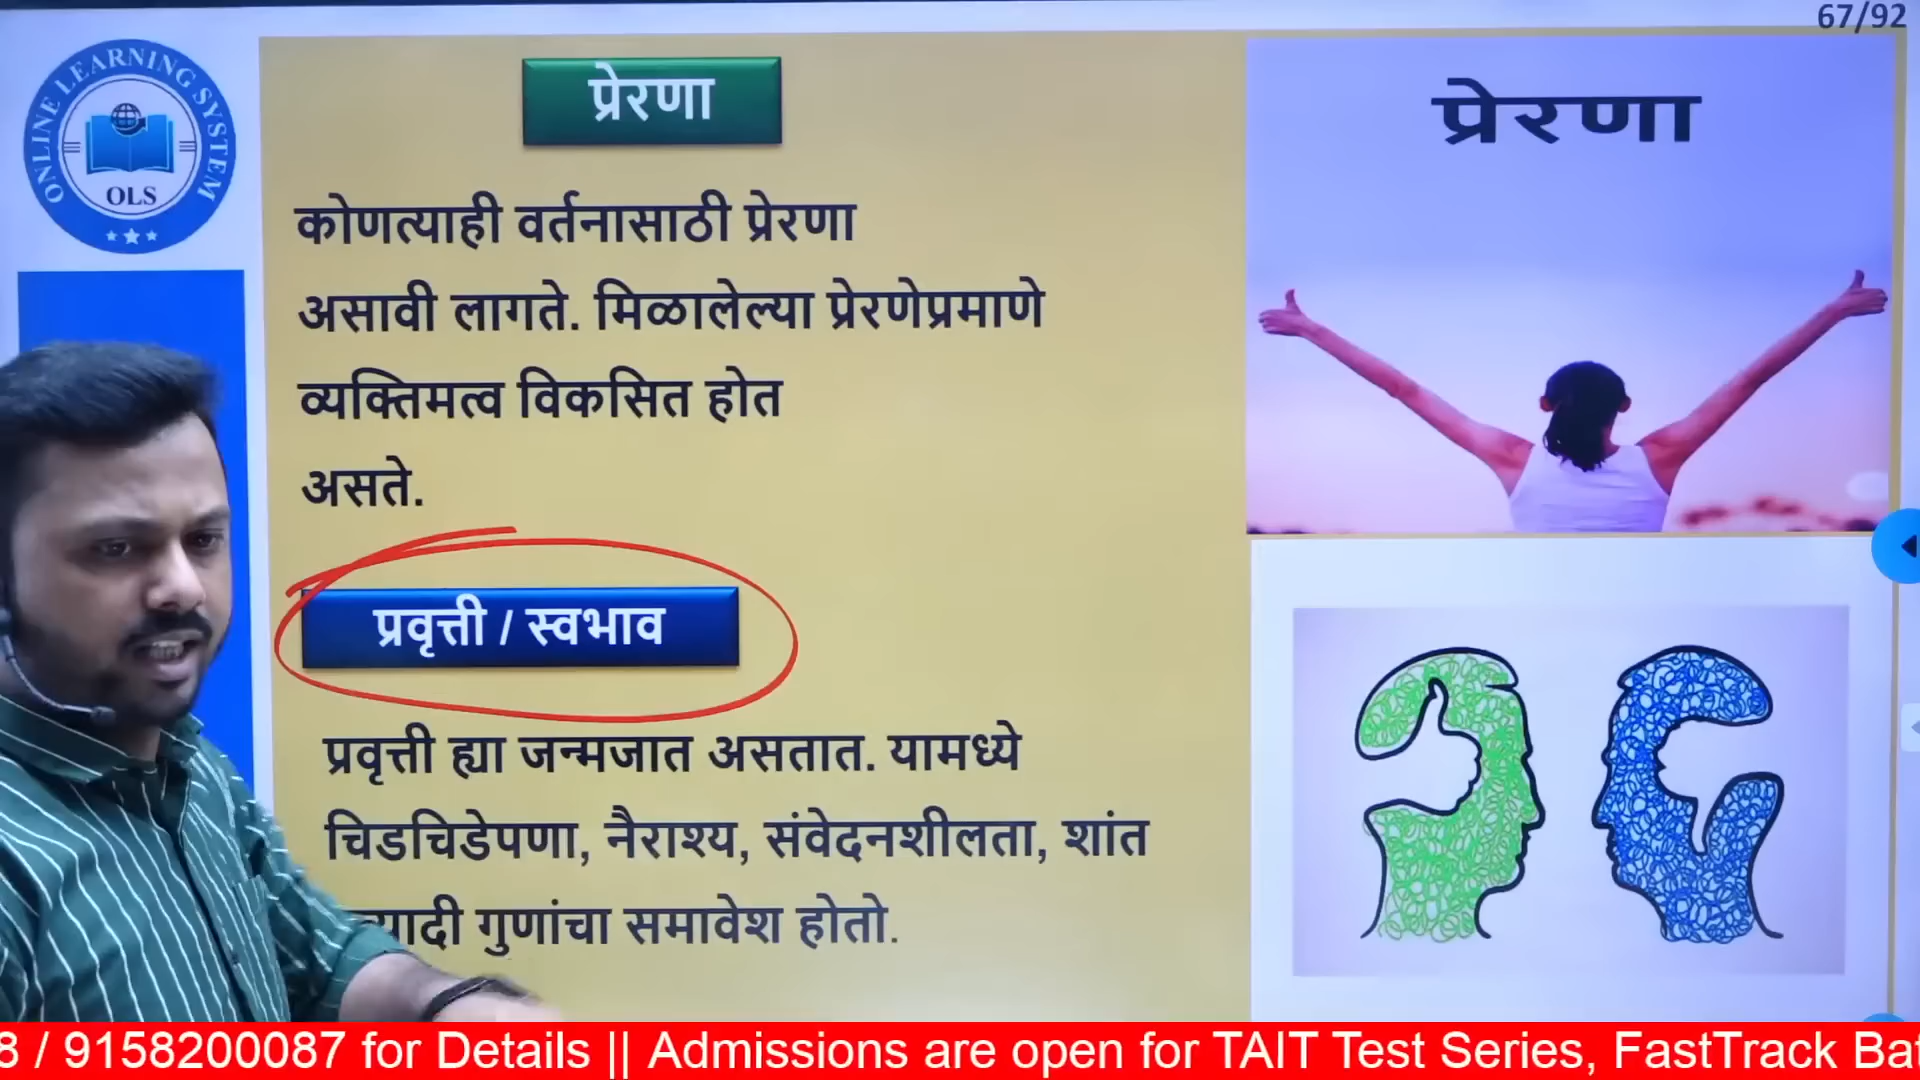 67/92
ONLINE LEARNING SYSTEM
OLS
प्रेरणा
कोणत्याही वर्तनासाठी प्रेरणा
असावी लागते. मिळालेल्या प्रेरणेप्रमाणे
व्यक्तिमत्व विकसित होत
असते.
प्रवृत्ती / स्वभाव
प्रवृत्ती ह्या जन्मजात असतात. यामध्ये
चिडचिडेपणा, नैराश्य, संवेदनशीलता, शांत
गुणांचा समावेश होतो.
प्रेरणा
8 / 9158200087 for Details || Admissions are open for TAIT Test Series, FastTrack